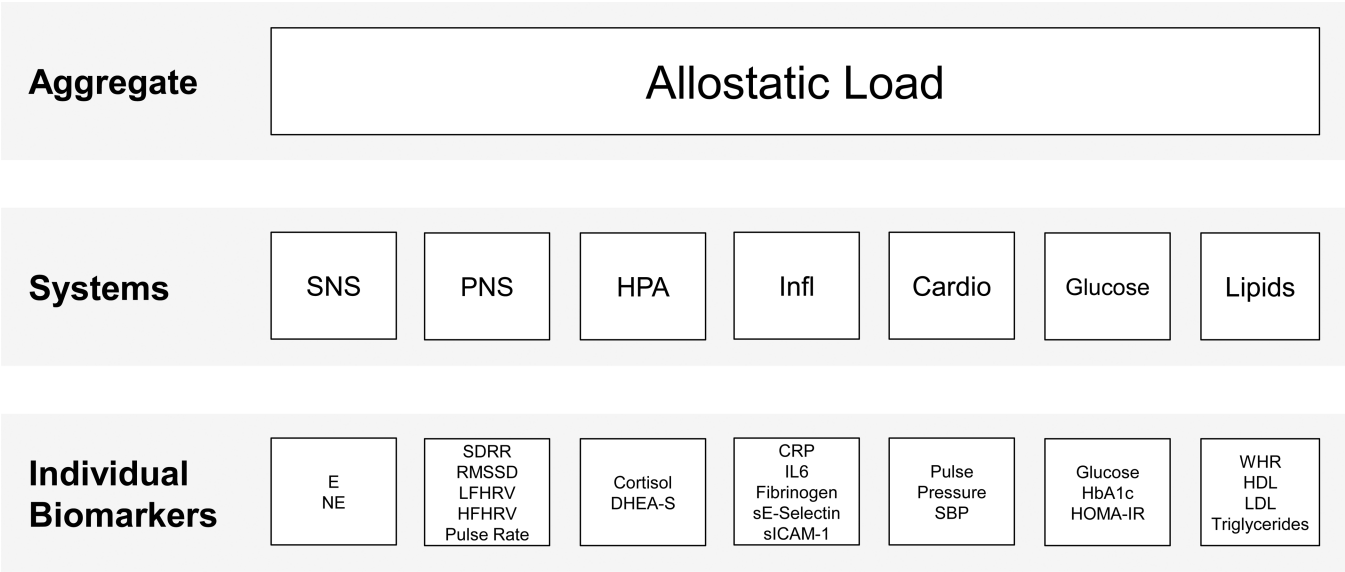 Aggregate
Allostatic Load
Systems
SNS
PNS
HPA
Infl
Cardio
Glucose
Lipids
Individual
Biomarkers
E
NE
SDRR
RMSSD
LFHRV
HFHRV
Pulse Rate
Cortisol
DHEA-S
CRP
IL6
Fibrinogen
sE-Selectin
sICAM-1
Pulse
Pressure
SBP
Glucose
HbA1c
HOMA-IR
WHR
HDL
LDL
Triglycerides